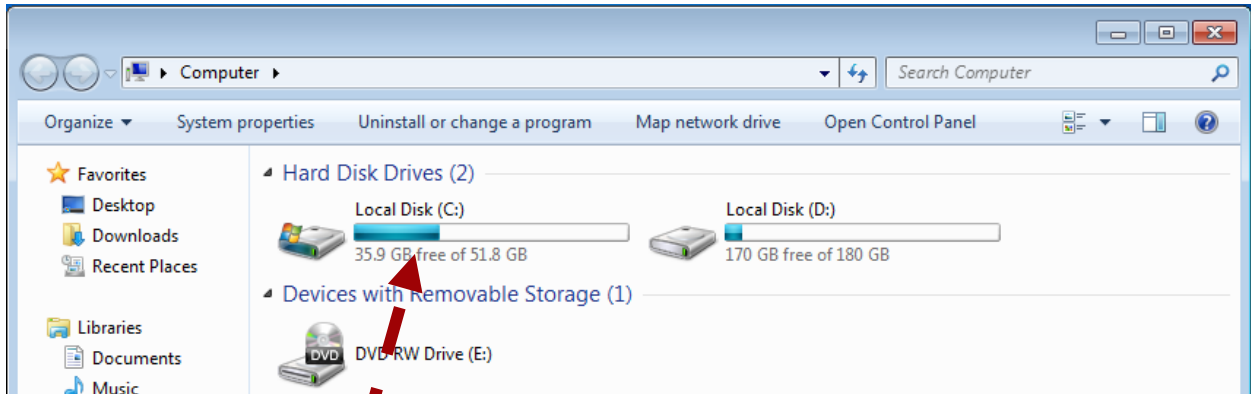 Computer
Search Computer
Organize System properties Uninstall or change a program Map network drive Open Control Panel
Favorites
Desktop
Downloads
Recent Places
Libraries
Documents
Music
Hard Disk Drives (2)
Local Disk (C:)
35.9 GB free of 51.8 GB
Local Disk (D:)
170 GB free of 180 GB
Devices with Removable Storage (1)
DVD
DVD RW Drive (E:)